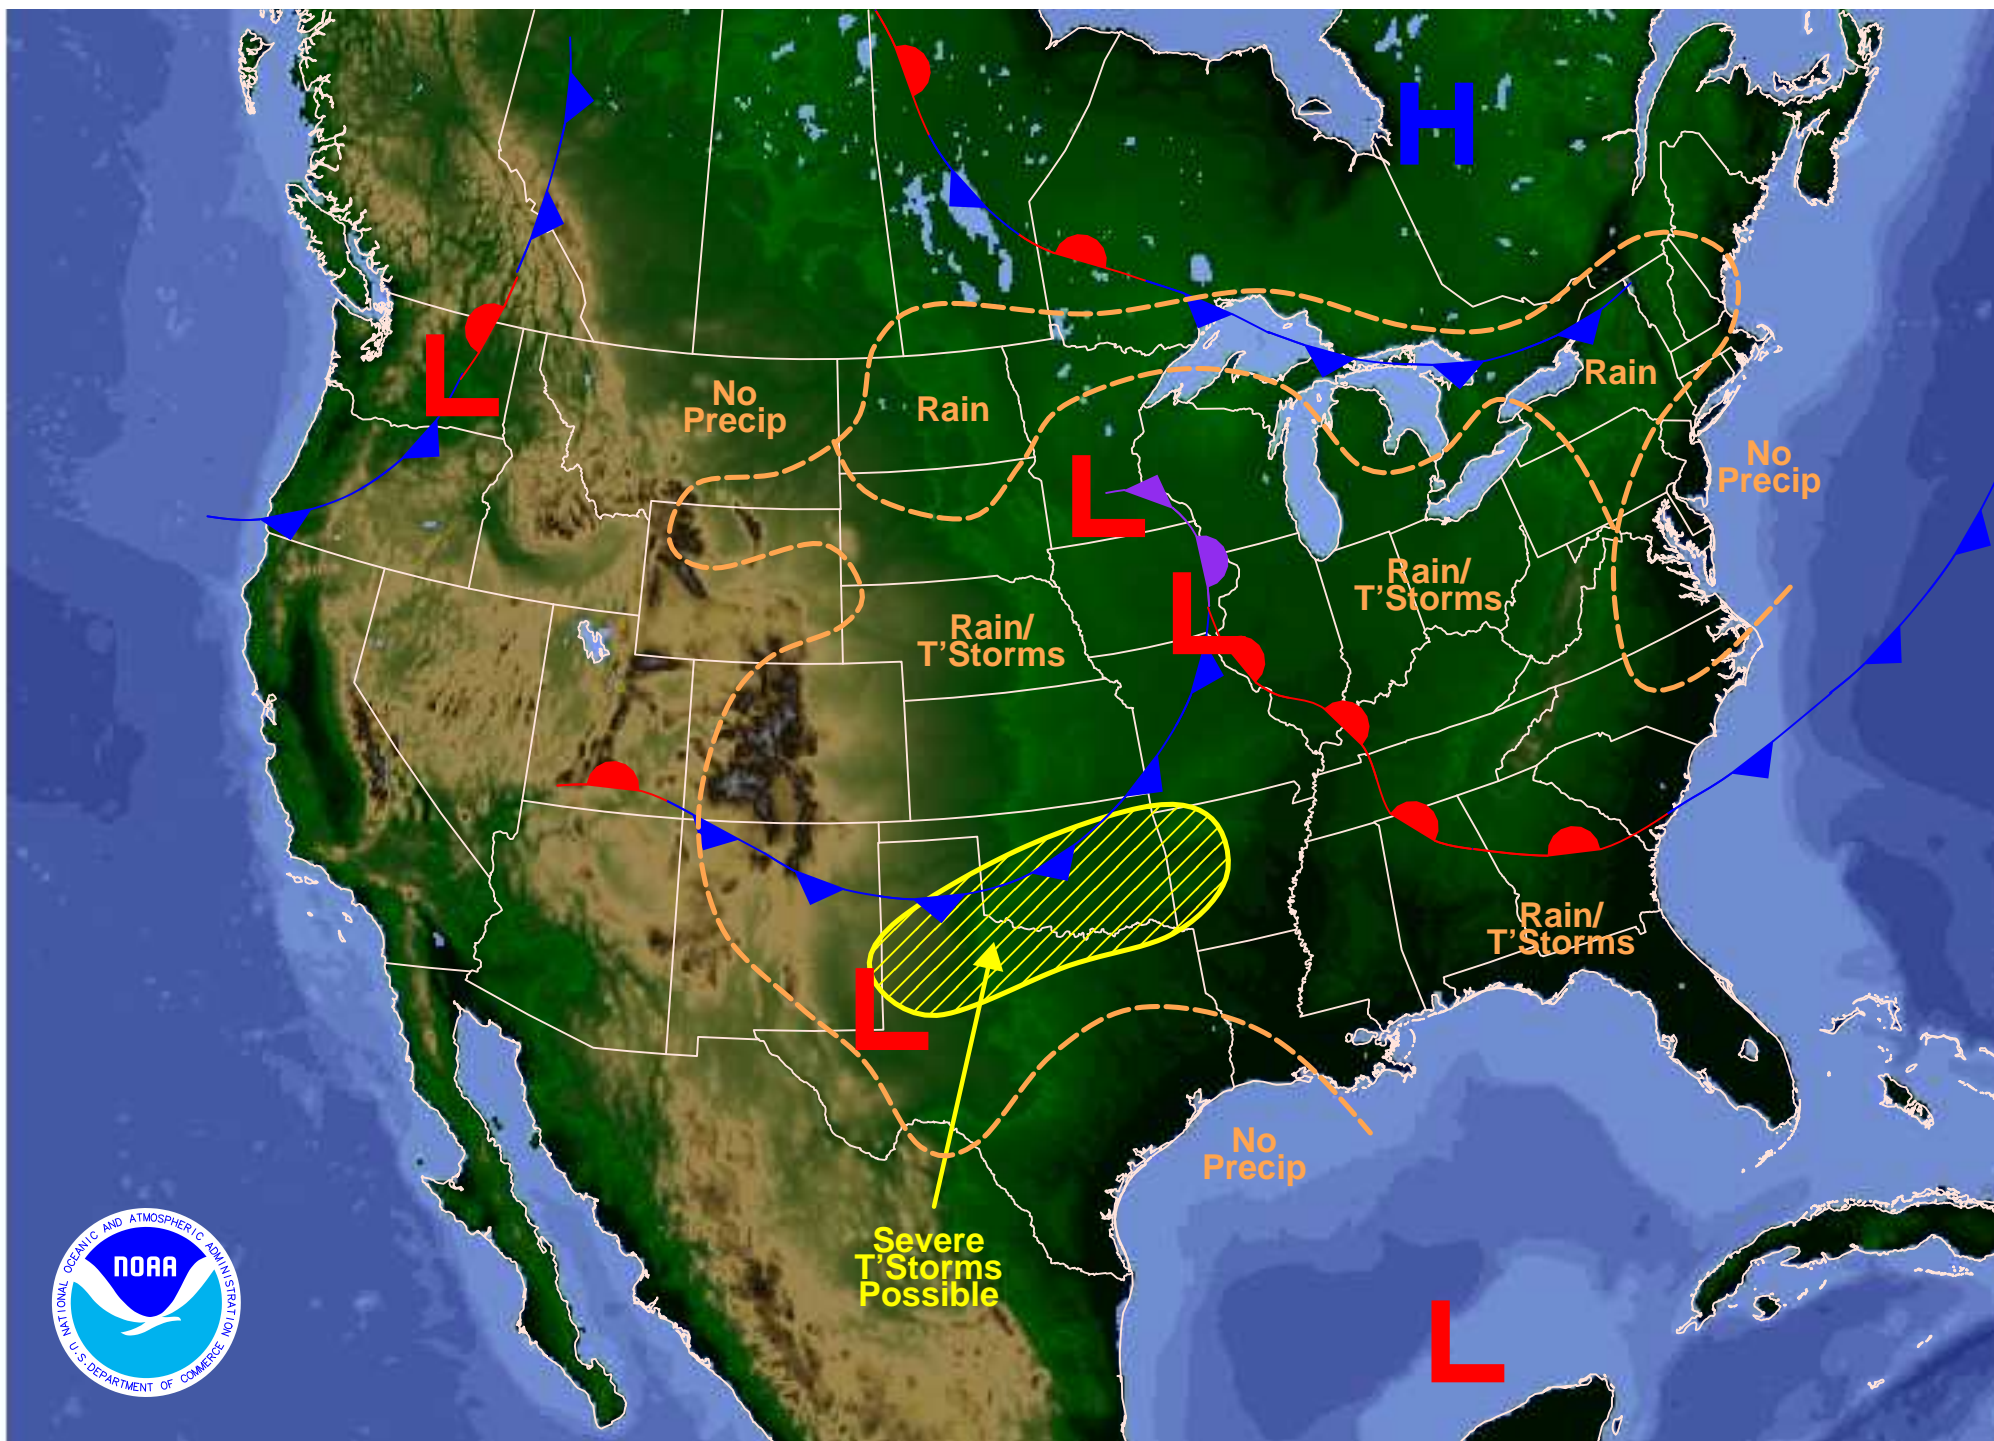 H
L
No
Precip
Rain
Rain
L
No
Precip
Rain/
T'Storms
L
Rain/
T'Storms
Rain/
T'Storms
L
No
Precip
Severe
T'Storms
Possible
L
NATIONAL OCEANIC AND ATMOSPHERIC ADMINISTRATION
NOAA
U.S. DEPARTMENT OF COMMERCE